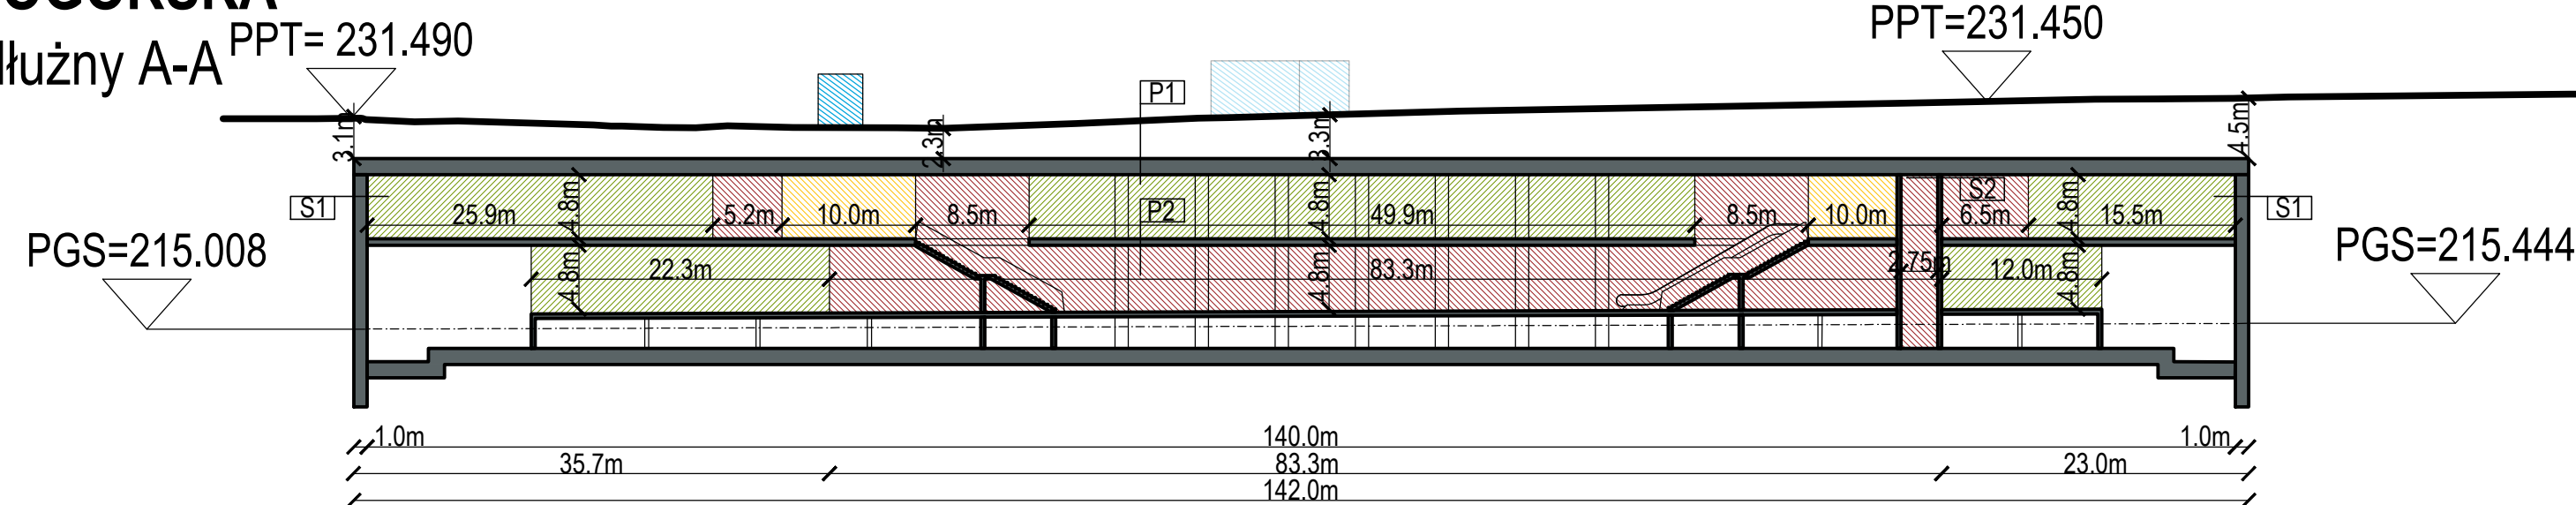 PPT= 231.490
PPT=231.450
dłużny A-A
P1
3.1m
2.3m
3.3m
4.5m
S1
25.9m
4.8m
5.2m
10.0m
8.5m
P2
4.8m
49.9m
8.5m
10.0m
S2
6.5m
4.8m
15.5m
S1
PGS=215.008
PGS=215.444
4.8m
22.3m
4.8m
83.3m
2.75m
12.0m
4.8m
1.0m
140.0m
1.0m
35.7m
83.3m
23.0m
142.0m